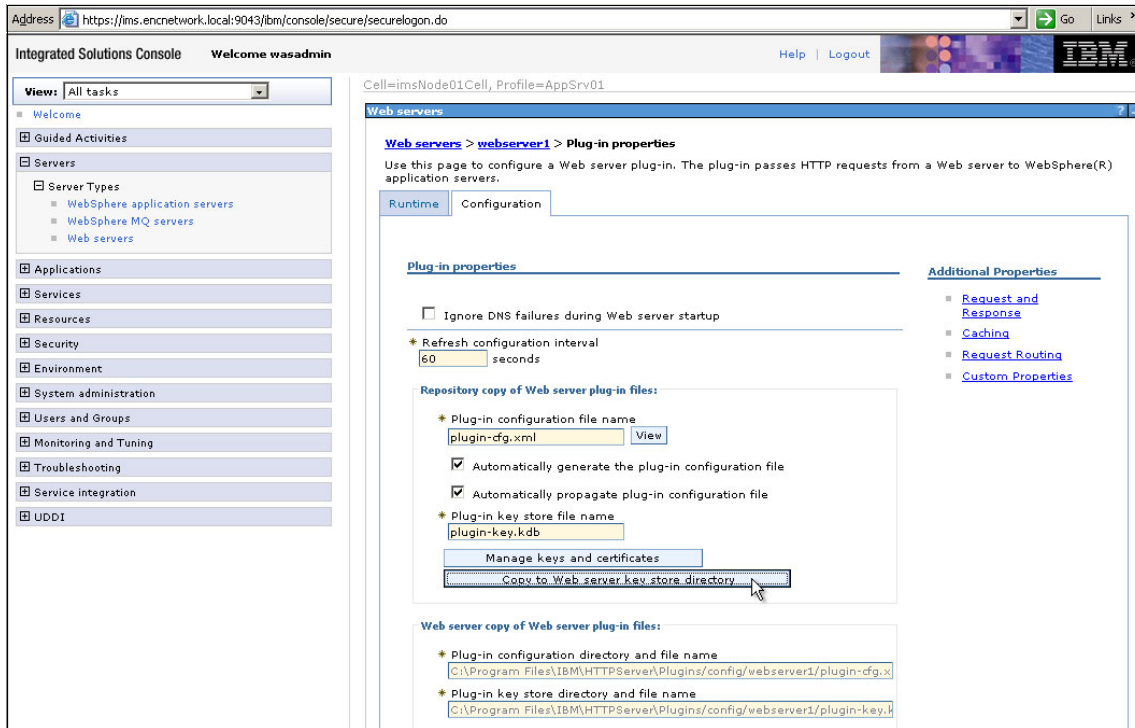 Address https://ims.encnetwork.local:9043/ibm/console/secure/securelogon.do Go Links
Integrated Solutions Console Welcome wasadmin Help | Logout IBM.
View: All tasks
Welcome
Guided Activities
Servers
Server Types
WebSphere application servers
WebSphere MQ servers
Web servers
Applications
Services
Resources
Security
Environment
System administration
Users and Groups
Monitoring and Tuning
Troubleshooting
Service integration
UDDI
Cell=imsNode01Cell, Profile=AppSrv01
Web servers ? -
Web servers > webserver1 > Plug-in properties
Use this page to configure a Web server plug-in. The plug-in passes HTTP requests from a Web server to WebSphere(R)
application servers.
Runtime Configuration
Plug-in properties
Ignore DNS failures during Web server startup
* Refresh configuration interval
60 seconds
Repository copy of Web server plug-in files:
* Plug-in configuration file name
plugin-cfg.xml View
Automatically generate the plug-in configuration file
Automatically propagate plug-in configuration file
* Plug-in key store file name
plugin-key.kdb
Manage keys and certificates
Copy to Web server key store directory
Web server copy of Web server plug-in files:
* Plug-in configuration directory and file name
C:\Program Files\IBM\HTTPServer\Plugins/config/webserver1/plugin-cfg.x
* Plug-in key store directory and file name
C:\Program Files\IBM\HTTPServer\Plugins/config/webserver1/plugin-key.k
Additional Properties
Request and
Response
Caching
Request Routing
Custom Properties